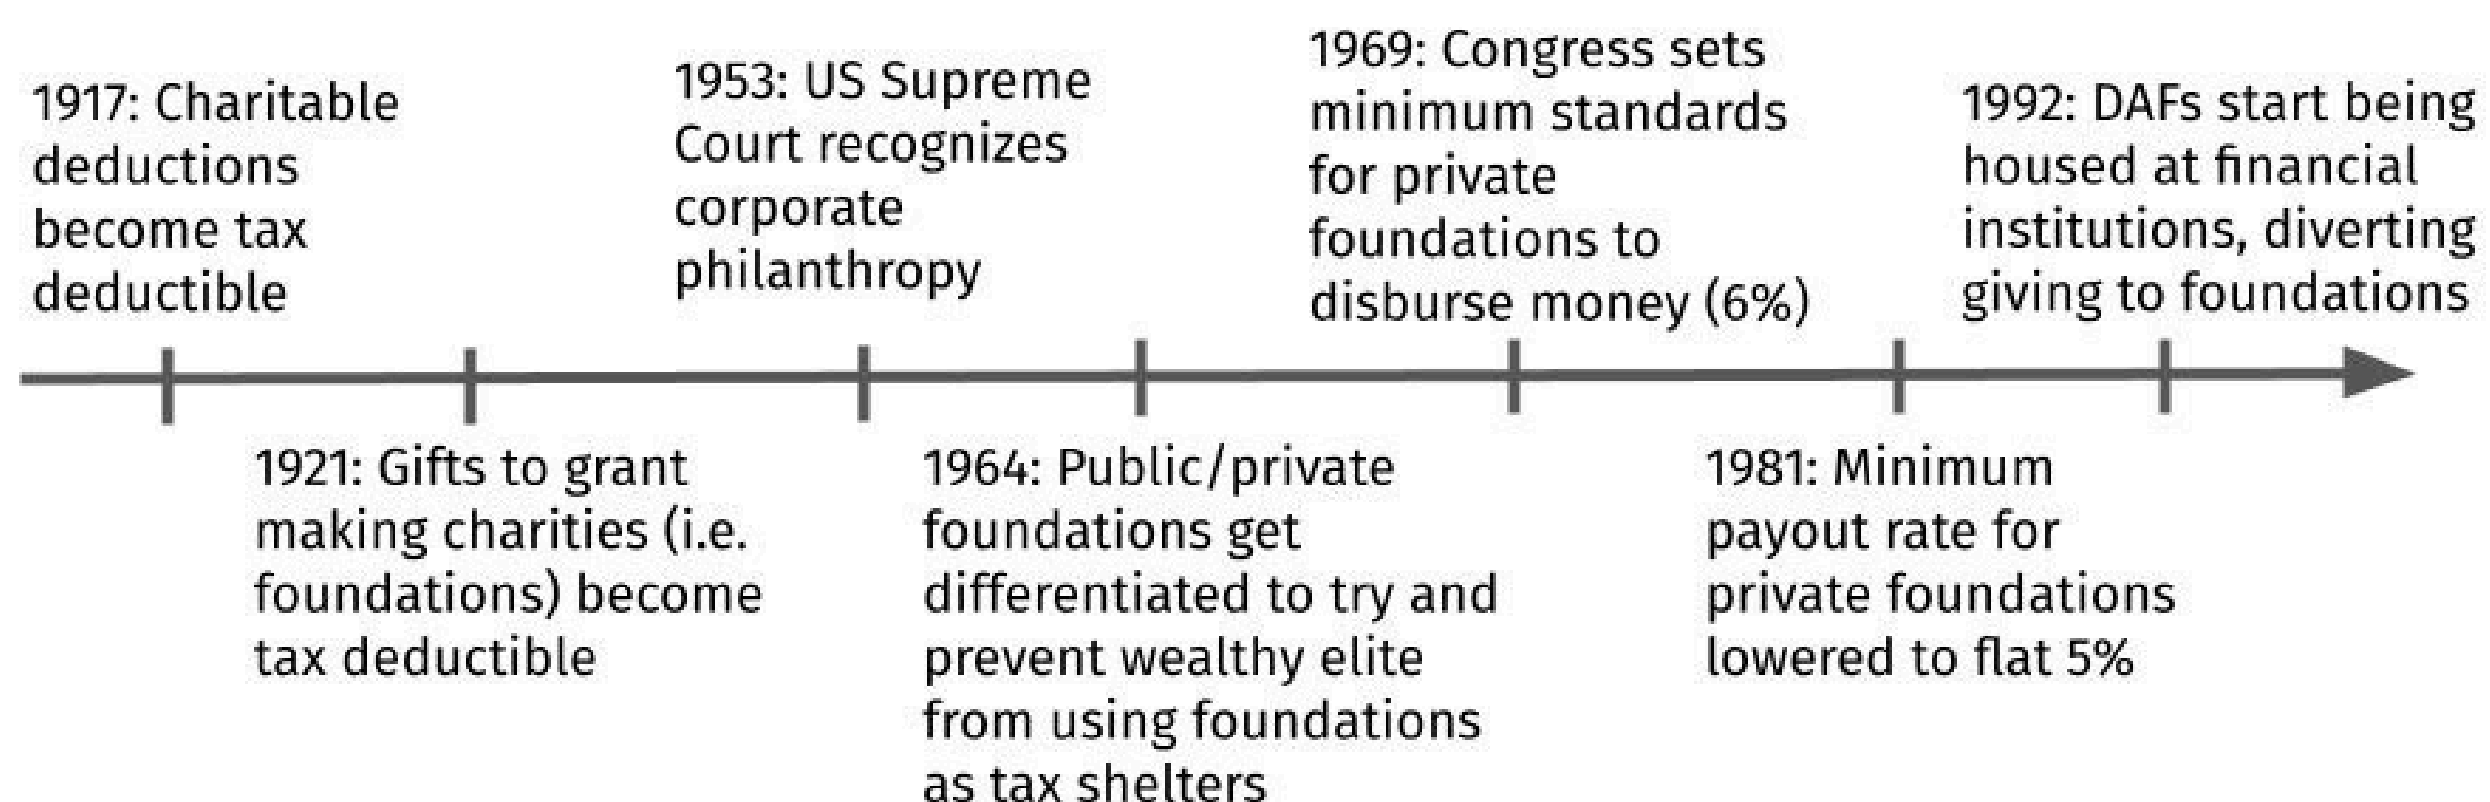 1917: Charitable
deductions
become tax
deductible
1921: Gifts to grant
making charities (i.e.
foundations) become
tax deductible
1953: US Supreme
Court recognizes
corporate
philanthropy
1964: Public/private
foundations get
differentiated to try and
prevent wealthy elite
from using foundations
as tax shelters
1969: Congress sets
minimum standards
for private
foundations to
disburse money (6%)
1981: Minimum
payout rate for
private foundations
lowered to flat 5%
1992: DAFs start being
housed at financial
institutions, diverting
giving to foundations